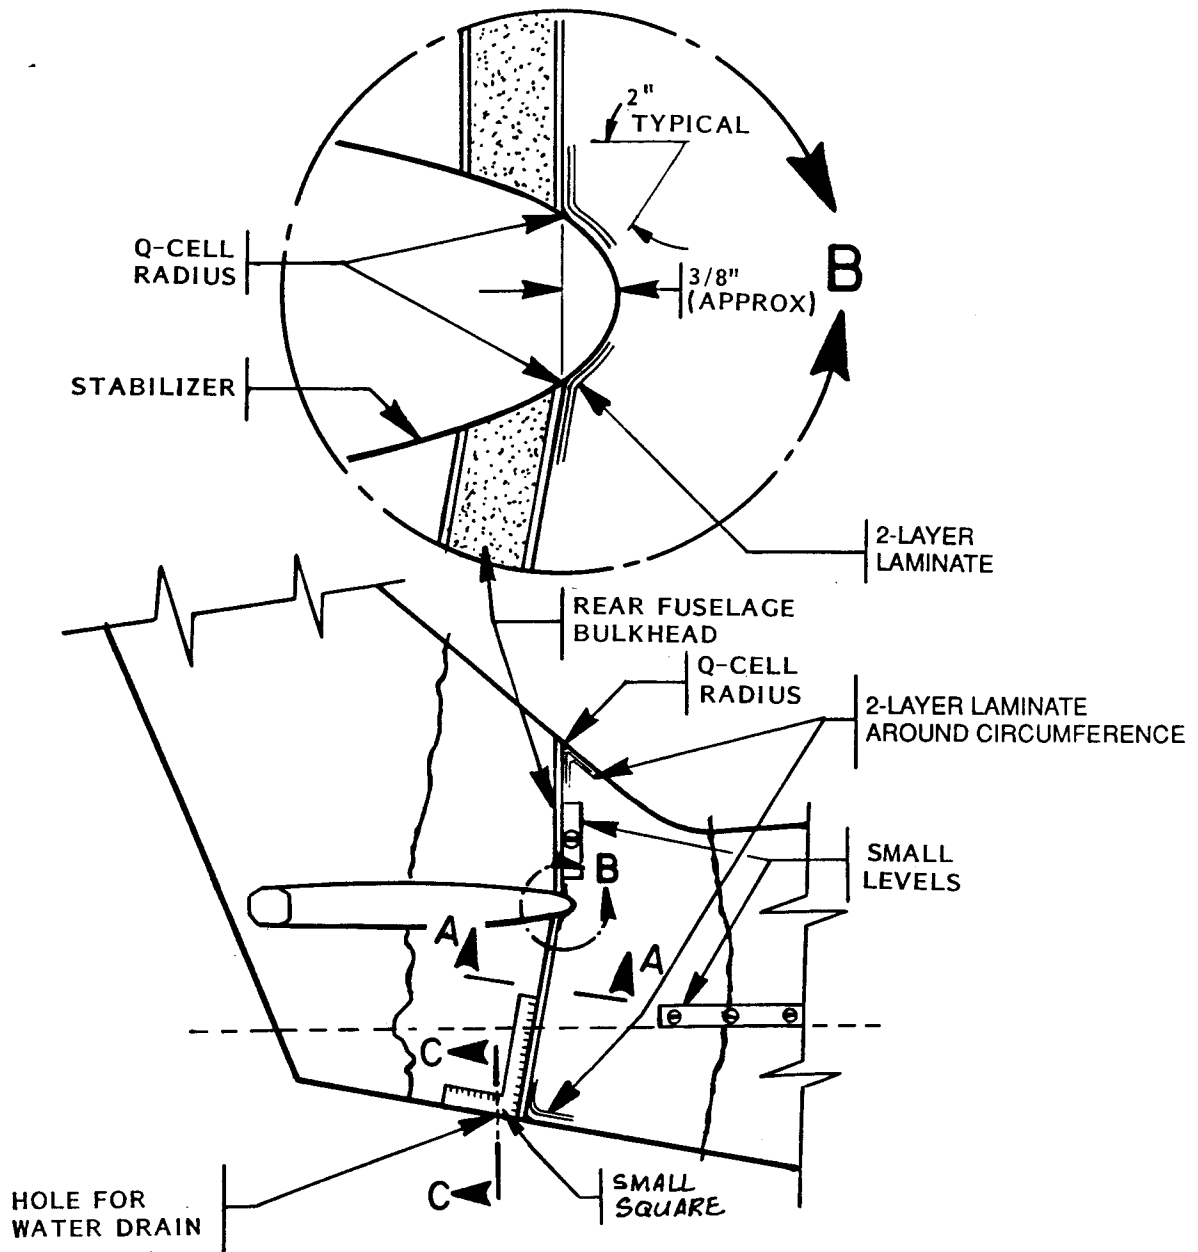 2"
TYPICAL
Q-CELL
RADIUS
B
3/8"
(APPROX)
STABILIZER
2-LAYER
LAMINATE
REAR FUSELAGE
BULKHEAD
Q-CELL
RADIUS
2-LAYER LAMINATE
AROUND CIRCUMFERENCE
SMALL
LEVELS
B
A
A
C
C
SMALL
SQUARE
HOLE FOR
WATER DRAIN